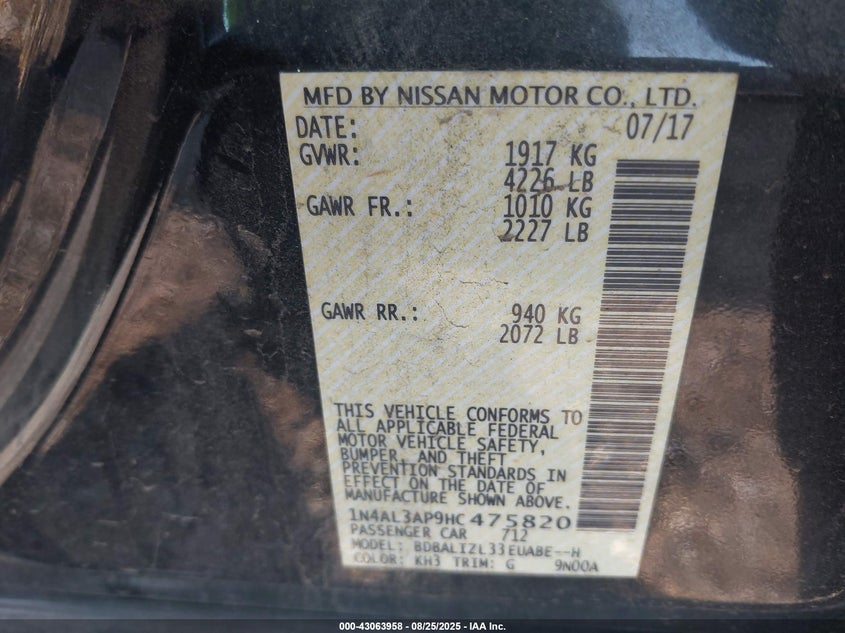 MFD BY NISSAN MOTOR CO., LTD.
DATE: 07/17
GVWR: 1917 KG
4226 LB
GAWR FR.: 1010 KG
2227 LB
GAWR RR.: 940 KG
2072 LB
THIS VEHICLE CONFORMS TO
ALL APPLICABLE FEDERAL
MOTOR VEHICLE SAFETY,
BUMPER, AND THEFT
PREVENTION STANDARDS IN
EFFECT ON THE DATE OF
MANUFACTURE SHOWN ABOVE.
1N4AL3AP9HC475820
PASSENGER CAR 712
MODEL: BDBALIZL33EUABE--H
COLOR: KH3 TRIM: G 9N00A
000-43063958 - 08/25/2025 - IAA Inc.